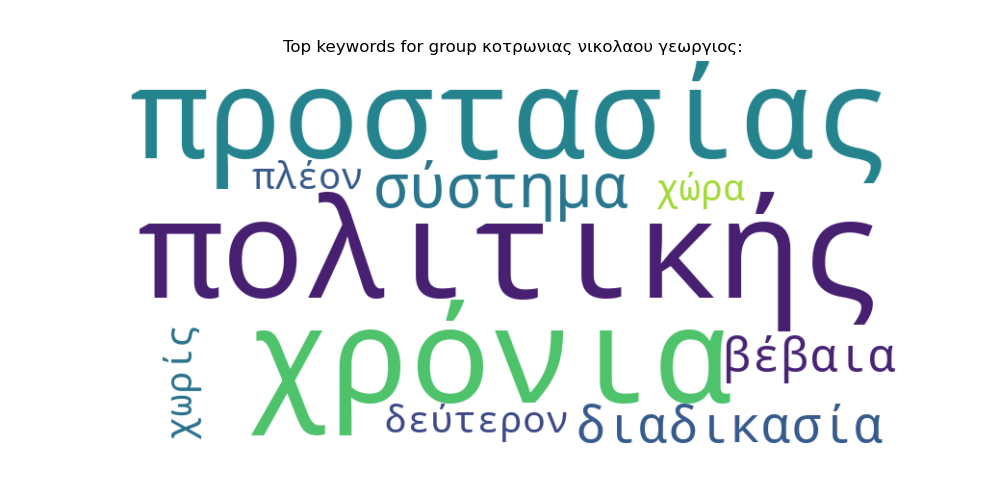 Top keywords for group κοτρωνιας νικολαου γεωργιος:
προστασίας
πλέον σύστημα χώρα
πολιτικής
χρόνια
χωρίς
βέβαια
δεύτερον διαδικασία